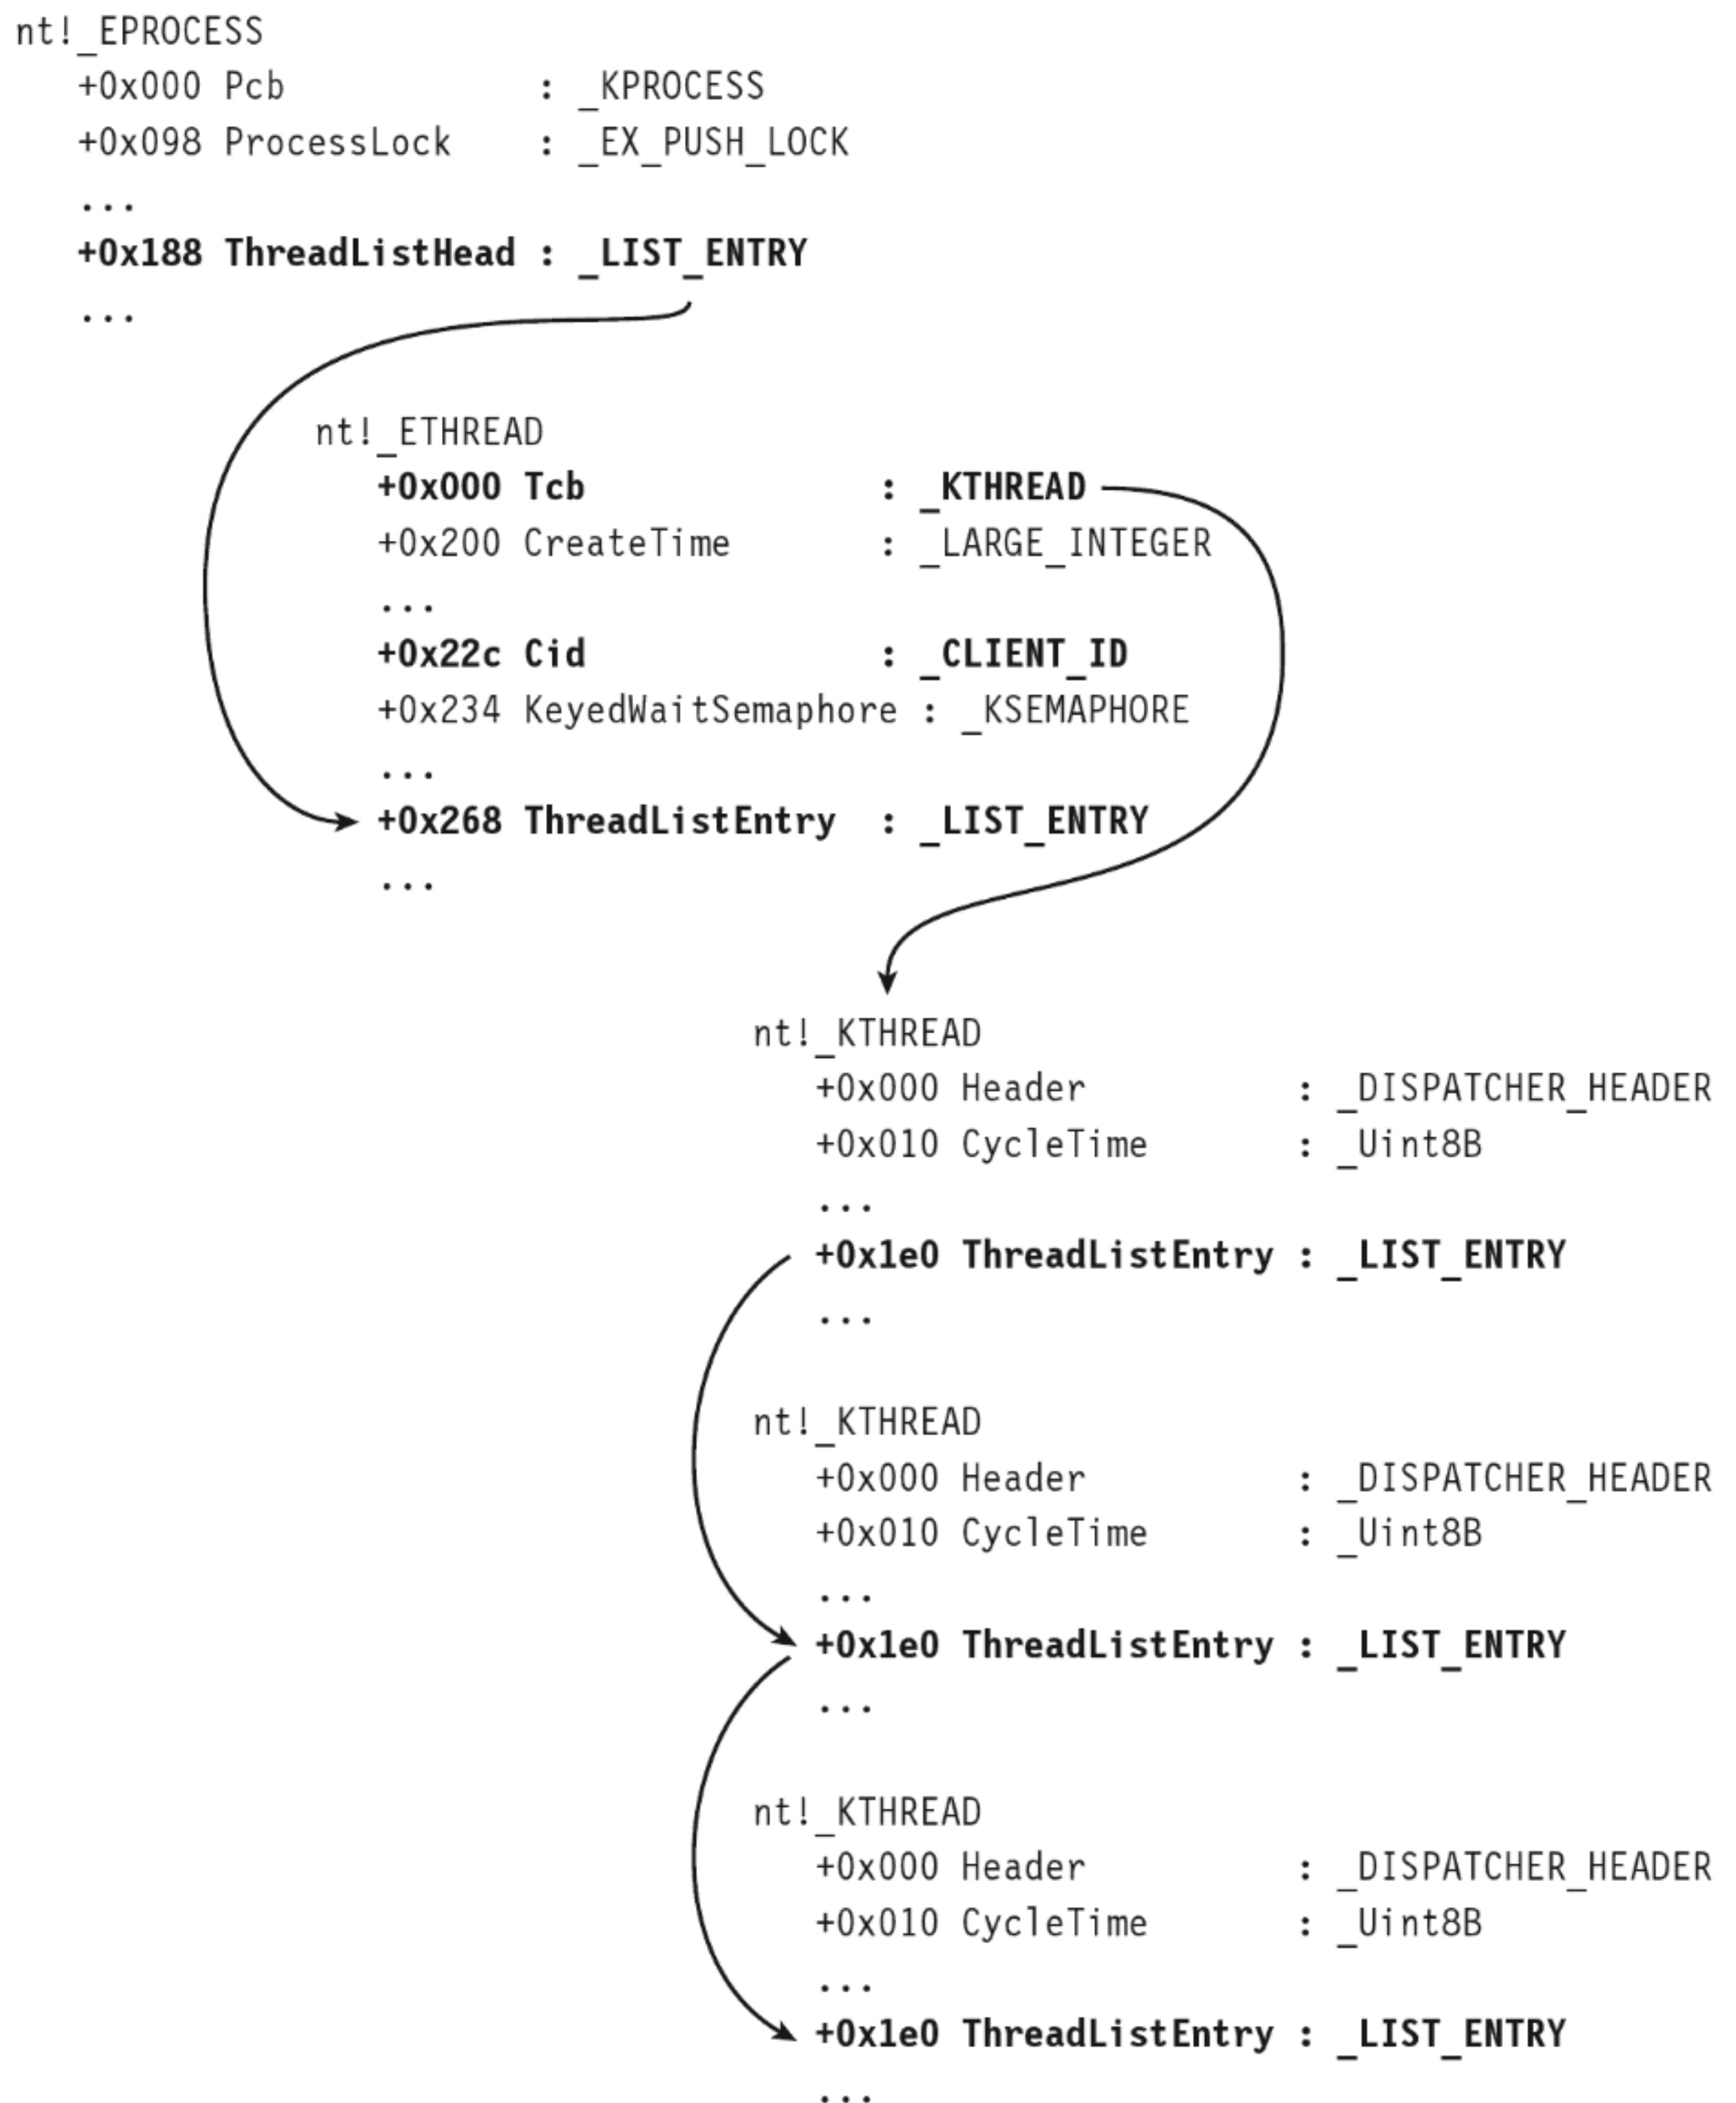 nt!_EPROCESS
+0x000 Pcb : _KPROCESS
+0x098 ProcessLock : _EX_PUSH_LOCK
...
+0x188 ThreadListHead : _LIST_ENTRY
...
nt!_ETHREAD
+0x000 Tcb : _KTHREAD
+0x200 CreateTime : _LARGE_INTEGER
...
+0x22c Cid : _CLIENT_ID
+0x234 KeyedWaitSemaphore : _KSEMAPHORE
...
+0x268 ThreadListEntry : _LIST_ENTRY
...
nt!_KTHREAD
+0x000 Header : _DISPATCHER_HEADER
+0x010 CycleTime : _Uint8B
...
+0x1e0 ThreadListEntry : _LIST_ENTRY
...
nt!_KTHREAD
+0x000 Header : _DISPATCHER_HEADER
+0x010 CycleTime : _Uint8B
...
+0x1e0 ThreadListEntry : _LIST_ENTRY
...
nt!_KTHREAD
+0x000 Header : _DISPATCHER_HEADER
+0x010 CycleTime : _Uint8B
...
+0x1e0 ThreadListEntry : _LIST_ENTRY
...